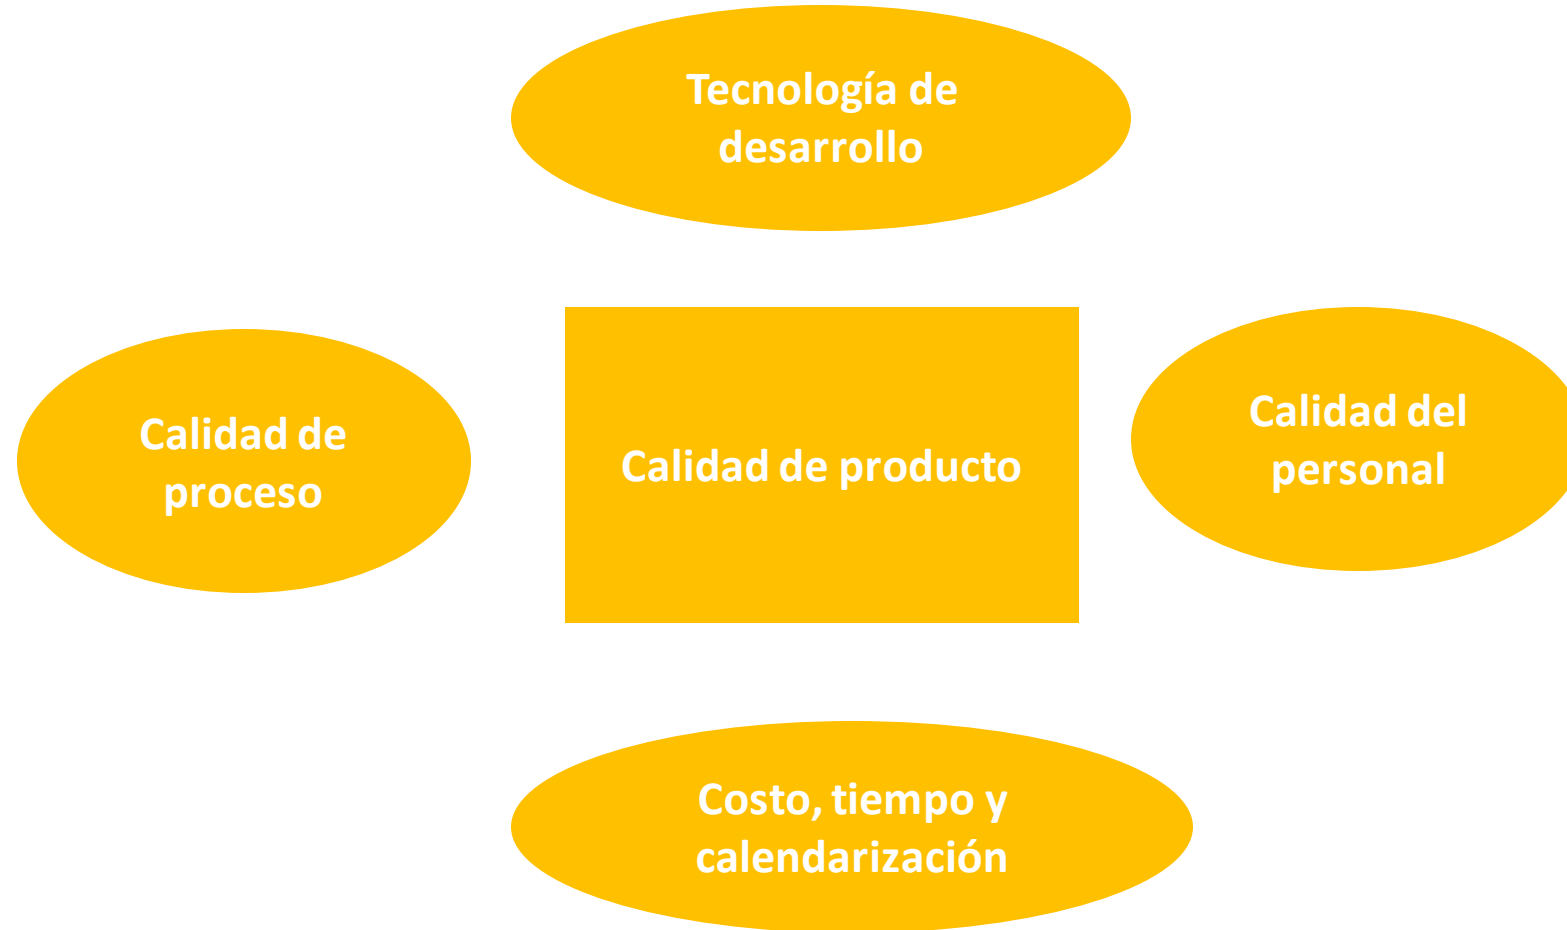 Tecnología de
desarrollo
Calidad de
proceso
Calidad de producto
Calidad del
personal
Costo, tiempo y
calendarización